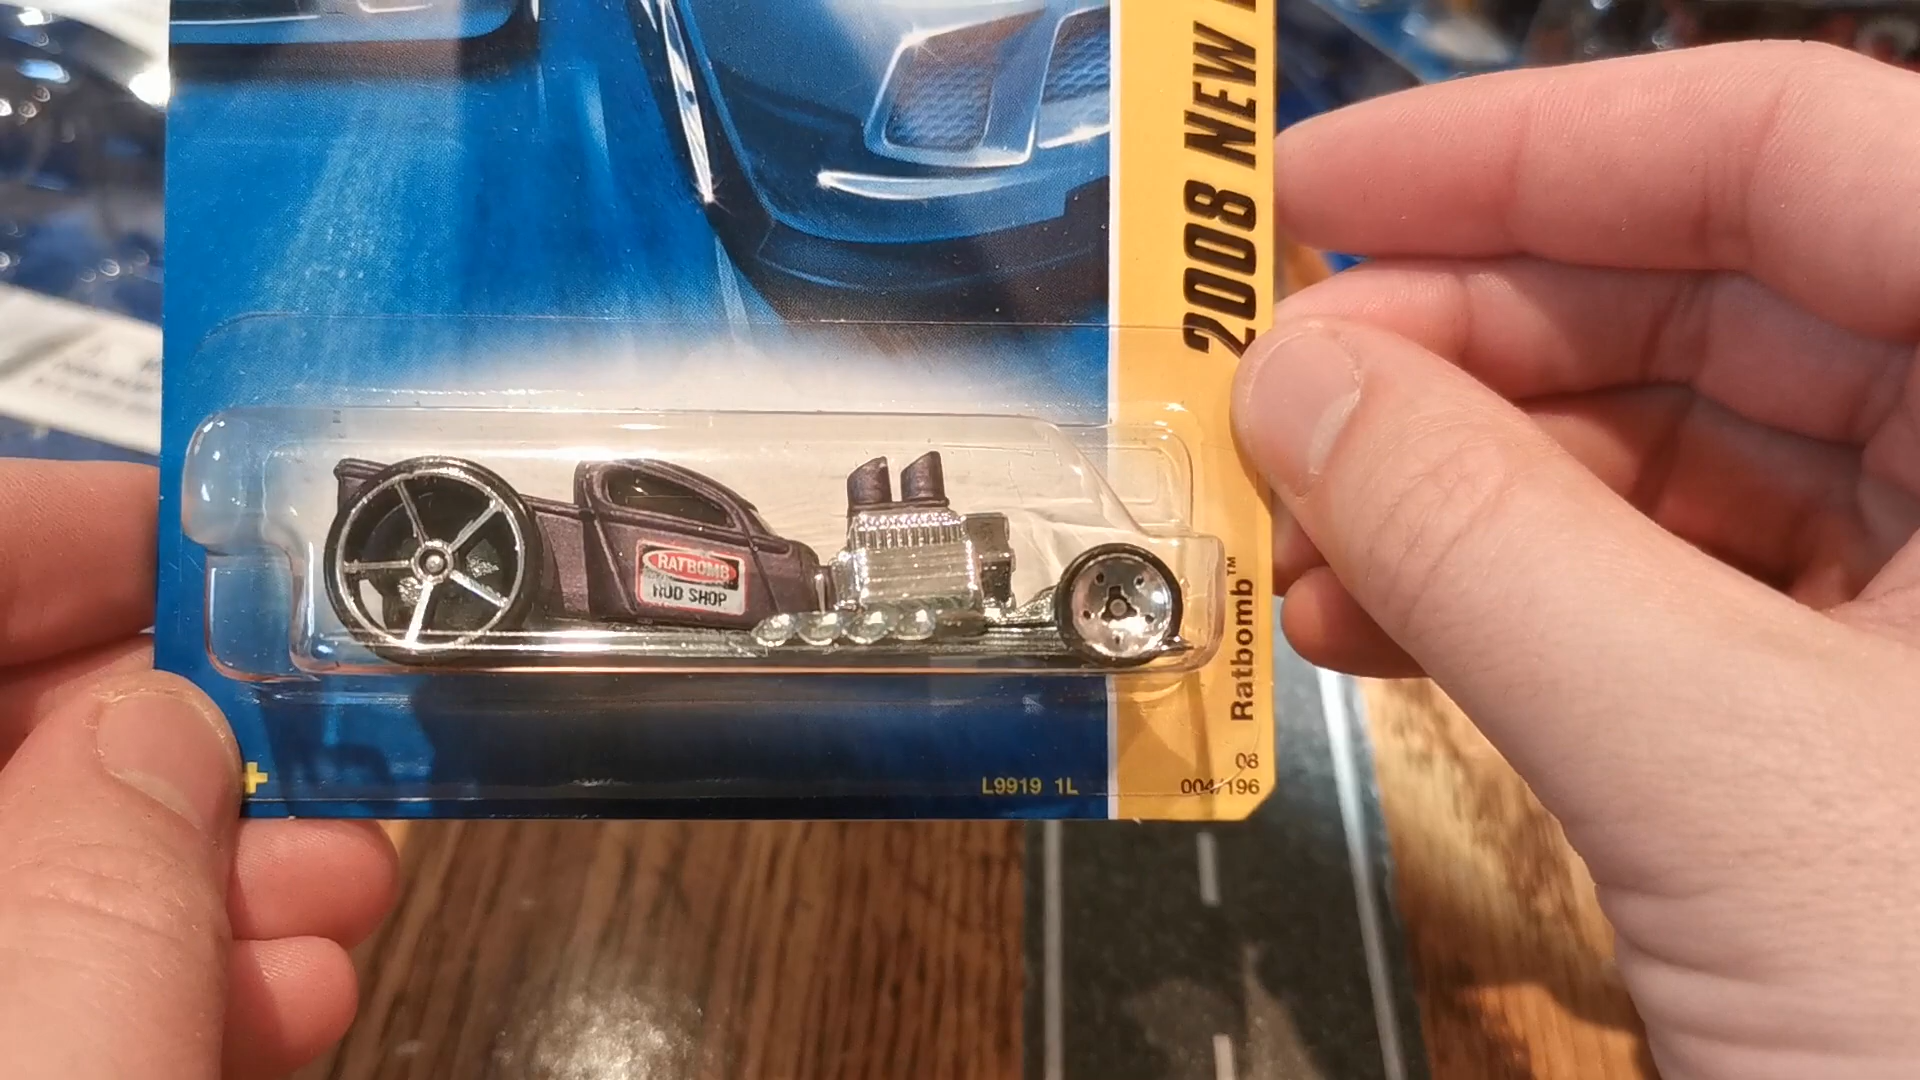 2008 NEW
RATBOMB
ROD SHOP
Ratbomb™
08
L9919 1L
004/196